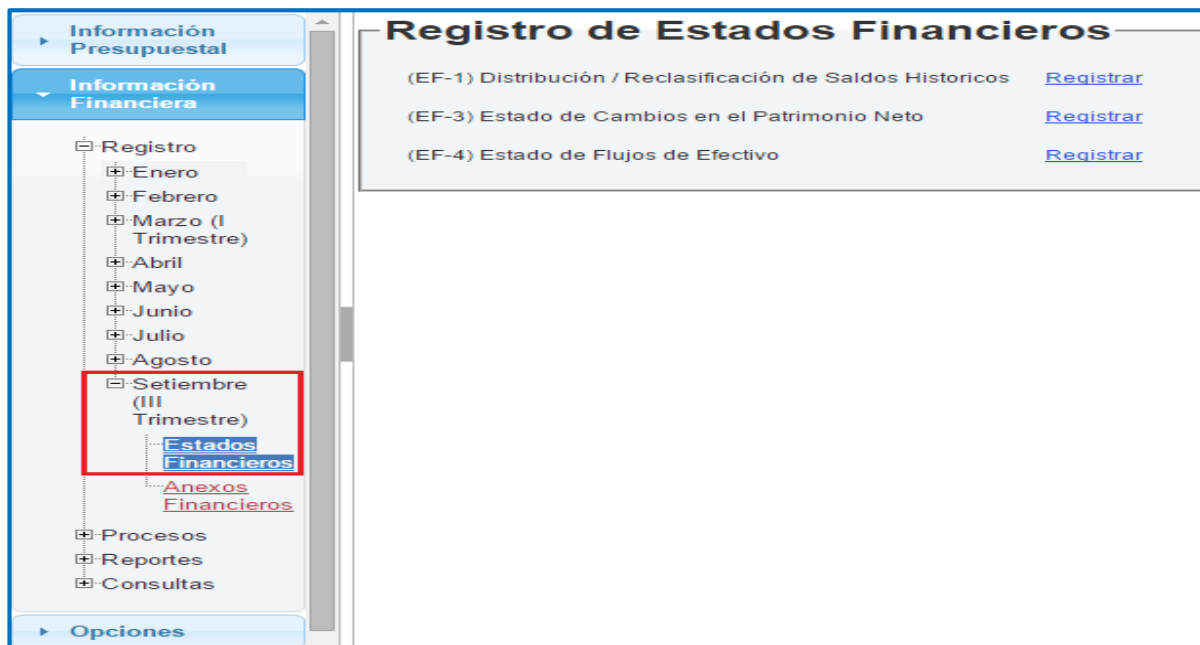 Información
Presupuestal
Información
Financiera
Registro
Enero
Febrero
Marzo (I
Trimestre)
Abril
Mayo
Junio
Julio
Agosto
Setiembre
(III
Trimestre)
Estados
Financieros
Anexos
Financieros
Procesos
Reportes
Consultas
Opciones
Registro de Estados Financieros
(EF-1) Distribución / Reclasificación de Saldos Historicos Registrar
(EF-3) Estado de Cambios en el Patrimonio Neto Registrar
(EF-4) Estado de Flujos de Efectivo Registrar